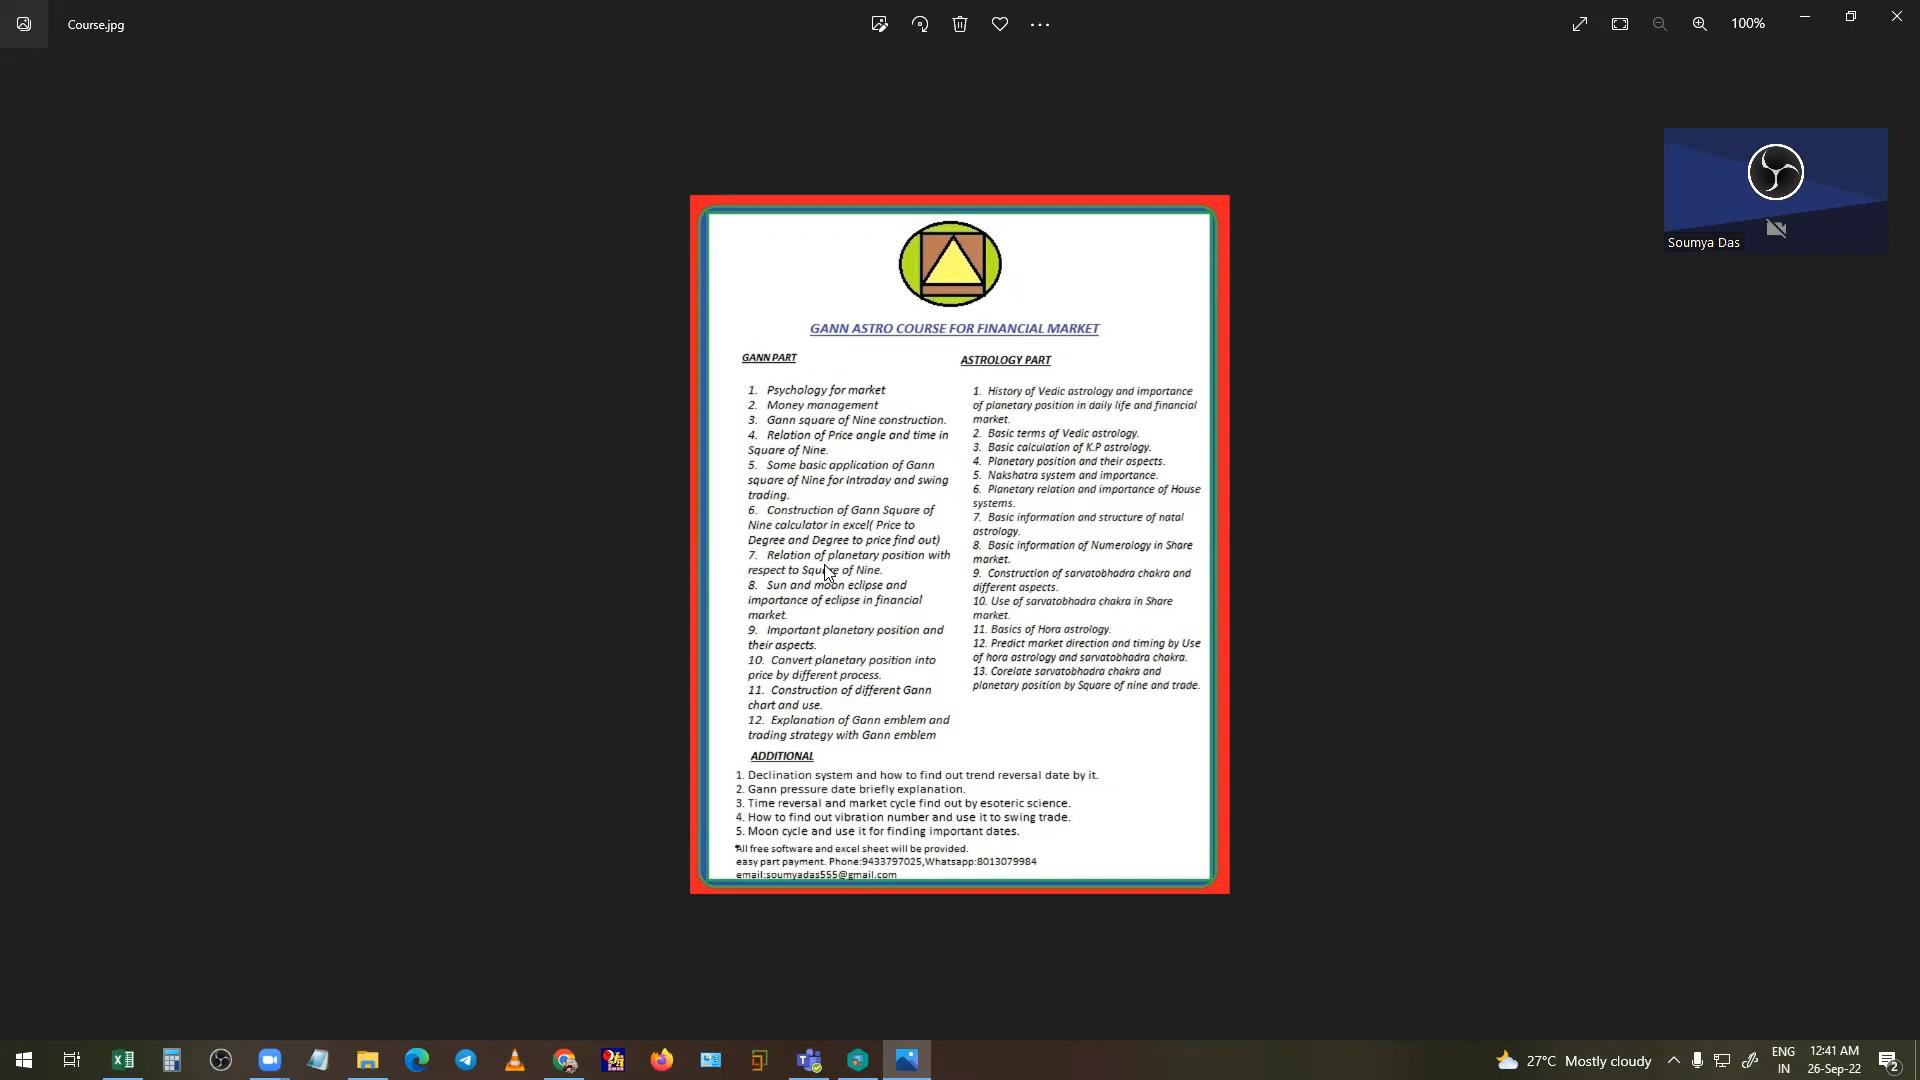 Course.jpg
100%
Soumya Das
GANN ASTRO COURSE FOR FINANCIAL MARKET
GANN PART
1. Psychology for market
2. Money management
3. Gann square of Nine construction.
4. Relation of Price angle and time in
Square of Nine.
5. Some basic application of Gann
square of Nine for Intraday and swing
trading.
6. Construction of Gann Square of
Nine calculator in excel( Price to
Degree and Degree to price find out)
7. Relation of planetary position with
respect to Square of Nine.
8. Sun and moon eclipse and
importance of eclipse in financial
market.
9. Important planetary position and
their aspects.
10. Convert planetary position into
price by different process.
11. Construction of different Gann
chart and use.
12. Explanation of Gann emblem and
trading strategy with Gann emblem
ASTROLOGY PART
1. History of Vedic astrology and importance
of planetary position in daily life and financial
market.
2. Basic terms of Vedic astrology.
3. Basic calculation of K.P astrology.
4. Planetary position and their aspects.
5. Nakshatra system and importance.
6. Planetary relation and importance of House
systems.
7. Basic information and structure of natal
astrology.
8. Basic information of Numerology in Share
market.
9. Construction of sarvatobhadra chakra and
different aspects.
10. Use of sarvatobhadra chakra in Share
market.
11. Basics of Hora astrology.
12. Predict market direction and timing by Use
of hora astrology and sarvatobhadra chakra.
13. Corelate sarvatobhadra chakra and
planetary position by Square of nine and trade.
ADDITIONAL
1. Declination system and how to find out trend reversal date by it.
2. Gann pressure date briefly explanation.
3. Time reversal and market cycle find out by esoteric science.
4. How to find out vibration number and use it to swing trade.
5. Moon cycle and use it for finding important dates.
*All free software and excel sheet will be provided.
easy part payment. Phone:9433797025,Whatsapp:8013079984
email:soumyadas555@gmail.com
27°C Mostly cloudy
ENG
IN
12:41 AM
26-Sep-22
2